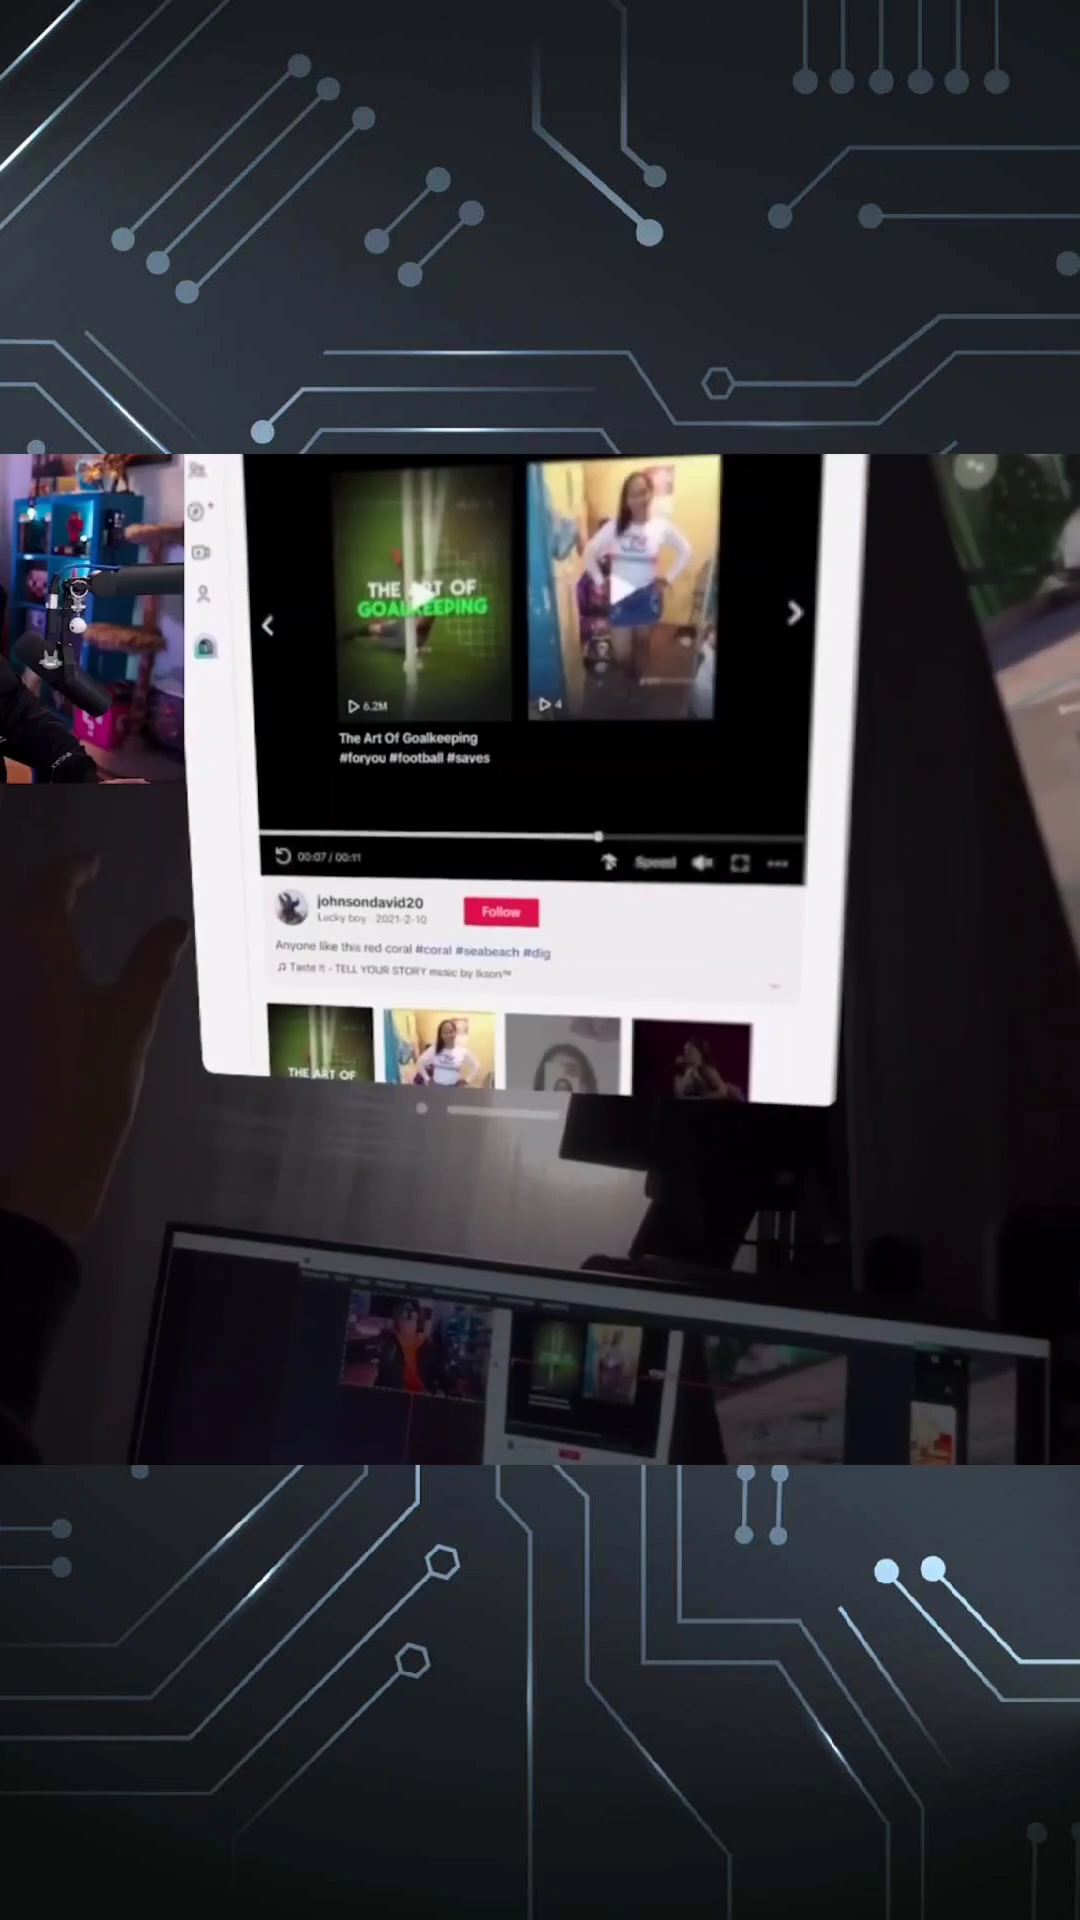 THE ART OF
GOALKEEPING
6.2M
4
The Art Of Goalkeeping
#foryou #football #saves
00:07 / 00:11
Speed
johnsondavid20
Lucky boy · 2021-2-10
Follow
Anyone like this red coral #coral #seabeach #dig
Taste It - TELL YOUR STORY music by Ikson™
THE ART OF